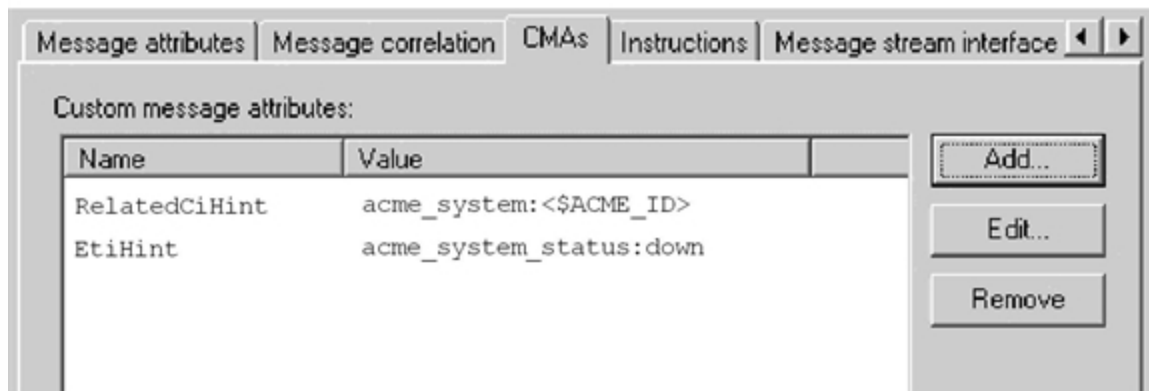 Message attributes Message correlation CMAs Instructions Message stream interface
Custom message attributes:
Name Value
Add...
RelatedCiHint acme_system:<$ACME_ID>
Edit...
EtiHint acme_system_status:down
Remove